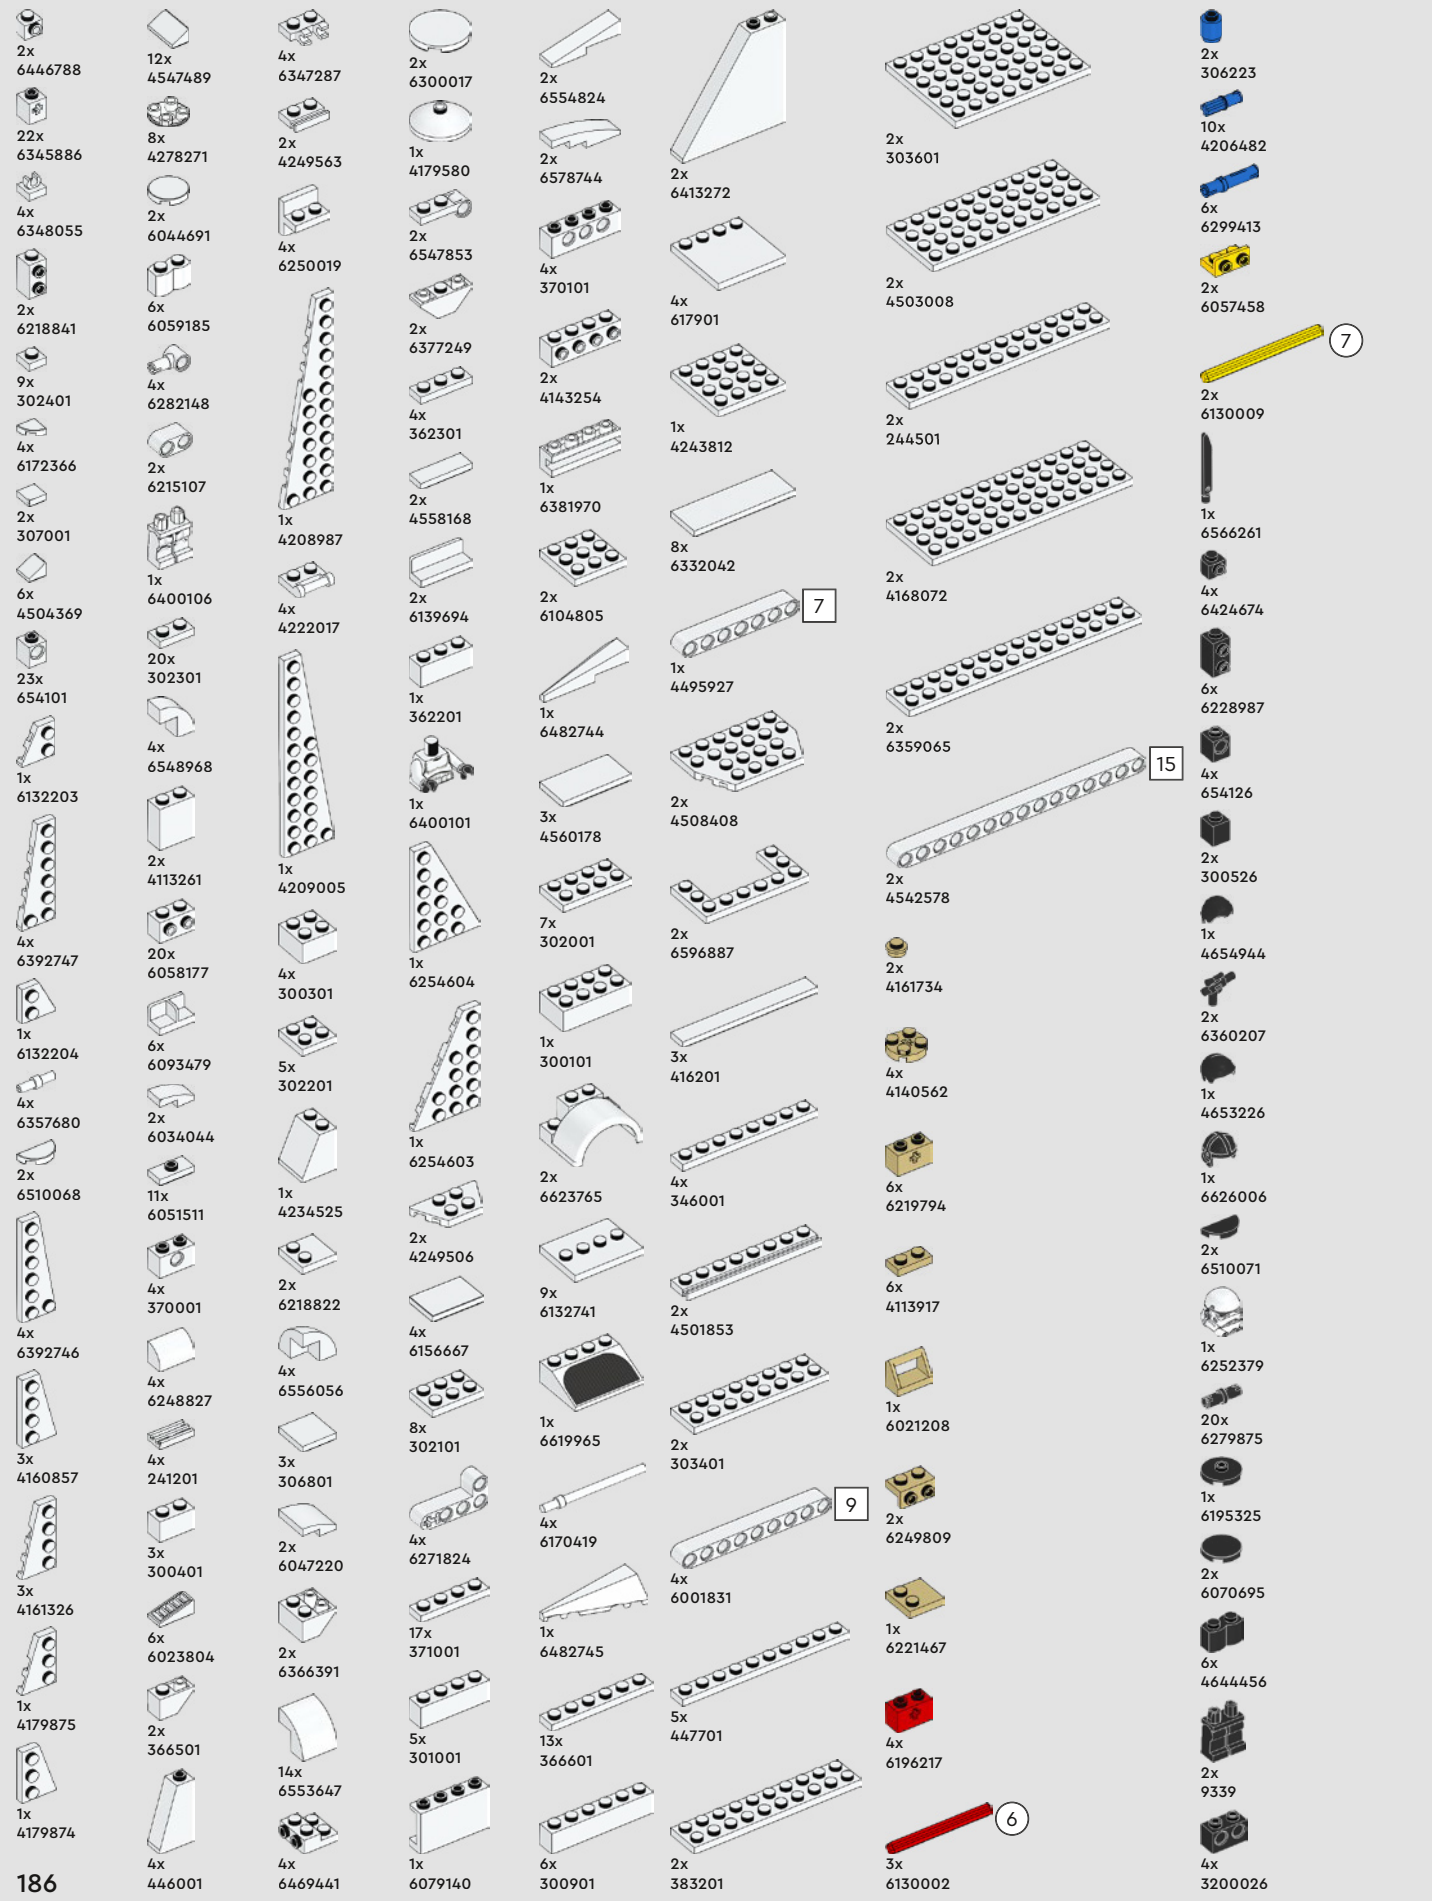 2x
6446788
22x
6345886
4x
6348055
2x
6218841
9x
302401
4x
6172366
2x
307001
6x
4504369
23x
654101
1x
6132203
4x
6392747
1x
6132204
4x
6357680
2x
6510068
4x
6392746
3x
4160857
3x
4161326
1x
4179875
1x
4179874
186
12x
4547489
8x
4278271
2x
6044691
6x
6059185
4x
6282148
2x
6215107
1x
6400106
20x
302301
4x
6548968
2x
4113261
20x
6058177
6x
6093479
2x
6034044
11x
6051511
4x
370001
4x
6248827
4x
241201
3x
300401
6x
6023804
2x
366501
4x
446001
4x
6347287
2x
4249563
4x
6250019
1x
4208987
4x
4222017
1x
4209005
4x
300301
5x
302201
1x
4234525
2x
6218822
4x
6556056
3x
306801
2x
6047220
2x
6366391
14x
6553647
4x
6469441
2x
6300017
1x
4179580
2x
6547853
2x
6377249
4x
362301
2x
4558168
2x
6139694
1x
362201
1x
6400101
1x
6254604
1x
6254603
2x
4249506
4x
6156667
8x
302101
4x
6271824
17x
371001
5x
301001
1x
6079140
2x
6554824
2x
6578744
4x
370101
2x
4143254
1x
6381970
2x
6104805
1x
6482744
3x
4560178
7x
302001
1x
300101
2x
6623765
9x
6132741
1x
6619965
4x
6170419
1x
6482745
13x
366601
6x
300901
2x
6413272
4x
617901
1x
4243812
8x
6332042
7
1x
4495927
2x
4508408
2x
6596887
3x
416201
4x
346001
2x
4501853
2x
303401
9
4x
6001831
5x
447701
2x
383201
2x
303601
2x
4503008
2x
244501
2x
4168072
2x
6359065
15
2x
4542578
2x
4161734
4x
4140562
6x
6219794
6x
4113917
1x
6021208
2x
6249809
1x
6221467
4x
6196217
6
3x
6130002
2x
306223
10x
4206482
6x
6299413
2x
6057458
7
2x
6130009
1x
6566261
4x
6424674
6x
6228987
4x
654126
2x
300526
1x
4654944
2x
6360207
1x
4653226
1x
6626006
2x
6510071
1x
6252379
20x
6279875
1x
6195325
2x
6070695
6x
4644456
2x
9339
4x
3200026